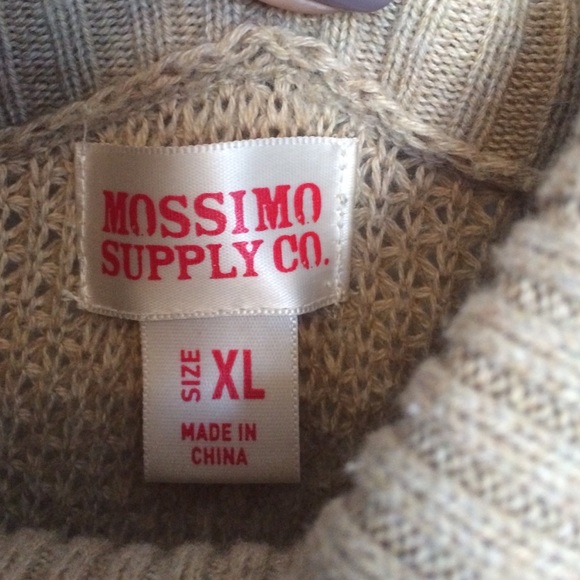 MOSSIMO
SUPPLY CO.
SIZE XL
MADE IN
CHINA